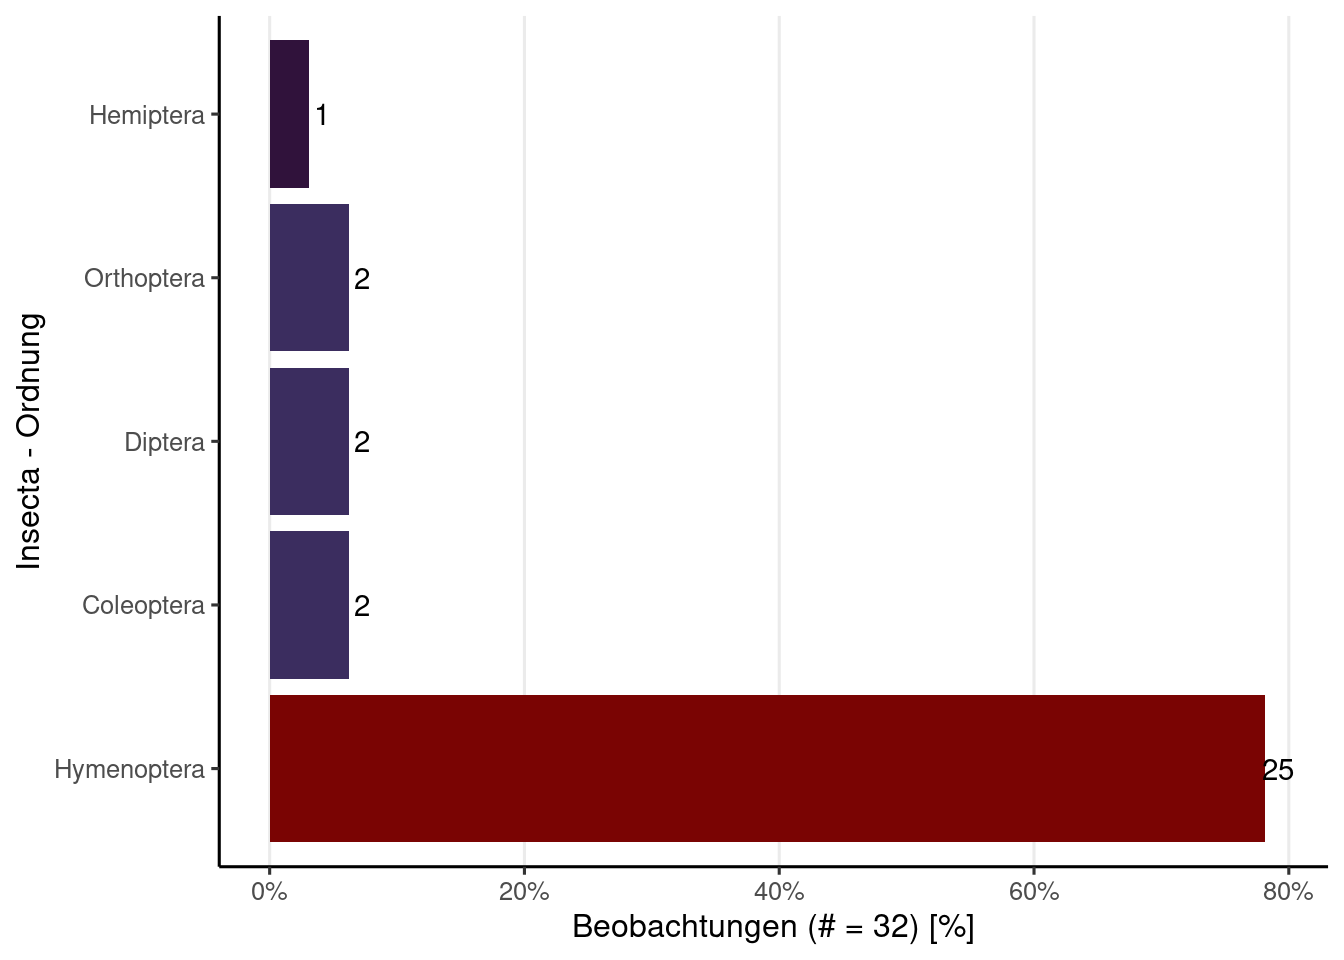 Insecta - Ordnung
Hemiptera
1
Orthoptera
2
Diptera
2
Coleoptera
2
Hymenoptera
25
0%
20%
40%
60%
80%
Beobachtungen (# = 32) [%]